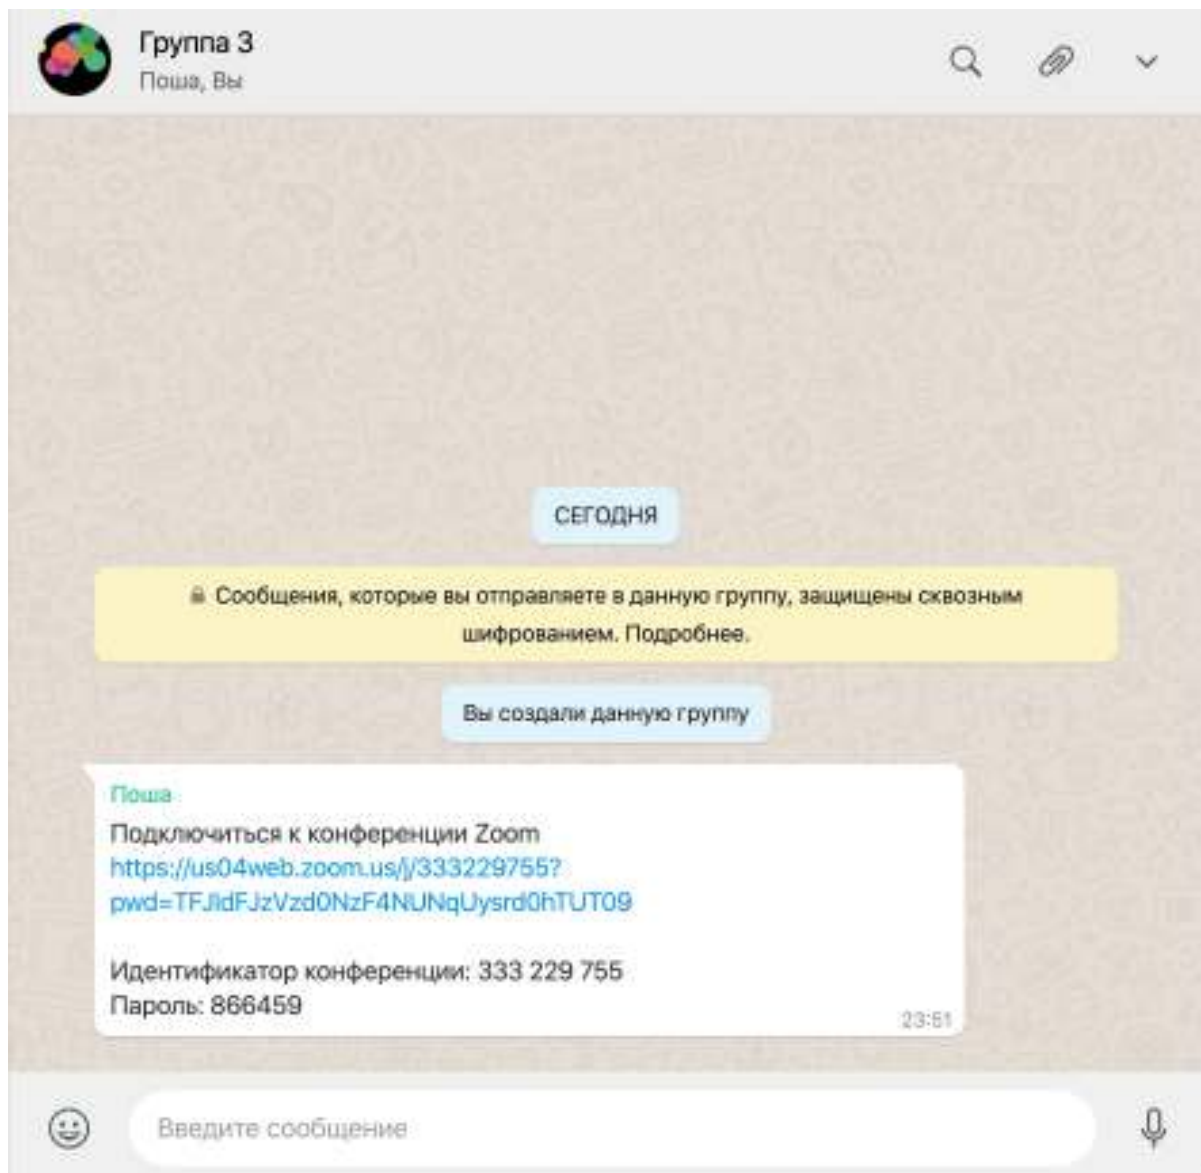 Группа 3
Поша, Вы
СЕГОДНЯ
Сообщения, которые вы отправляете в данную группу, защищены сквозным
шифрованием. Подробнее.
Вы создали данную группу
Поша
Подключиться к конференции Zoom
https://us04web.zoom.us/j/333229755?
pwd=TFJldFJzVzd0NzF4NUNqUysrd0hTUT09
Идентификатор конференции: 333 229 755
Пароль: 866459
23:51
Введите сообщение